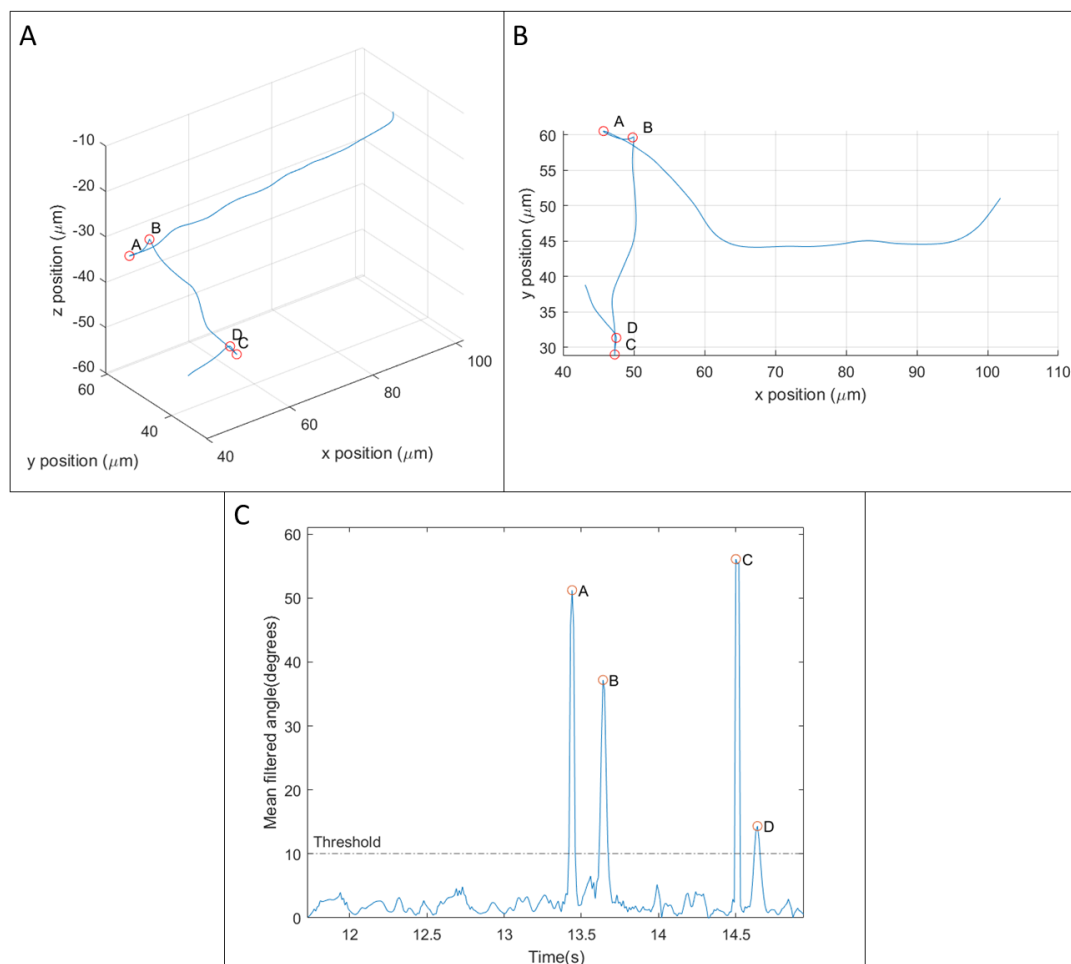 A
B
-10
-20
-30
-40
-50
-60
z position (μm)
A
B
D
C
60
40
y position (μm)
40
60
80
100
x position (μm)
60
55
50
45
40
35
30
y position (μm)
A
B
D
C
40
50
60
70
80
90
100
110
x position (μm)
C
60
50
40
30
20
10
0
Mean filtered angle(degrees)
A
B
C
D
Threshold
12
12.5
13
13.5
14
14.5
Time(s)